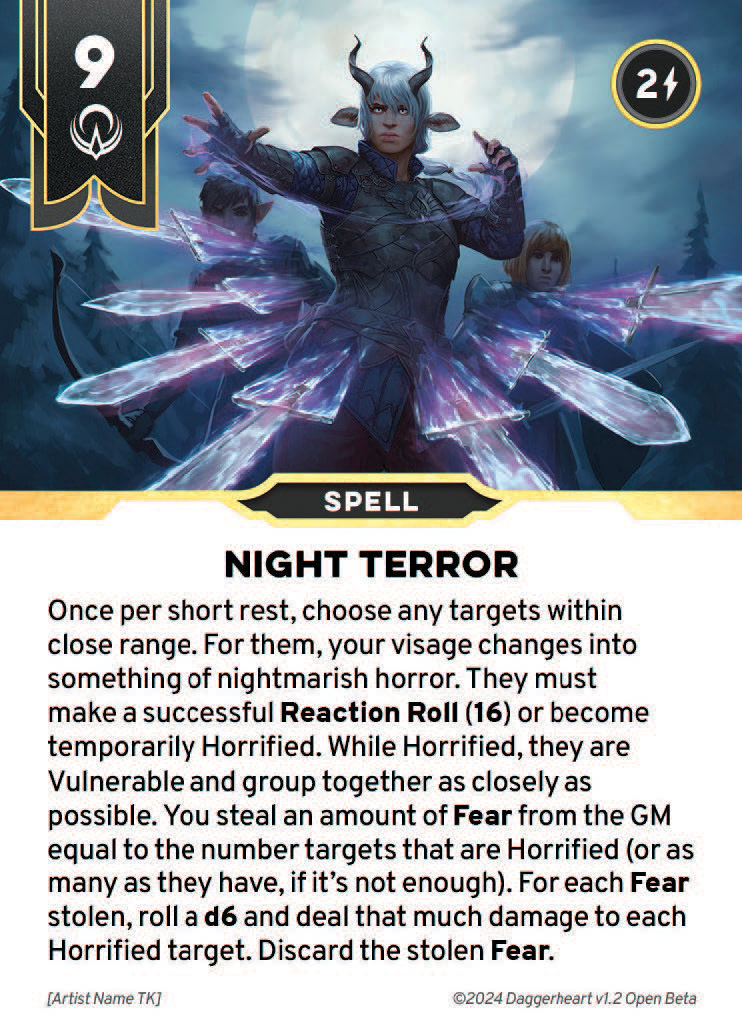 9
2
SPELL
NIGHT TERROR
Once per short rest, choose any targets within
close range. For them, your visage changes into
something of nightmarish horror. They must
make a successful Reaction Roll (16) or become
temporarily Horrified. While Horrified, they are
Vulnerable and group together as closely as
possible. You steal an amount of Fear from the GM
equal to the number targets that are Horrified (or as
many as they have, if it's not enough). For each Fear
stolen, roll a d6 and deal that much damage to each
Horrified target. Discard the stolen Fear.
[Artist Name TK]
©2024 Daggerheart v1.2 Open Beta